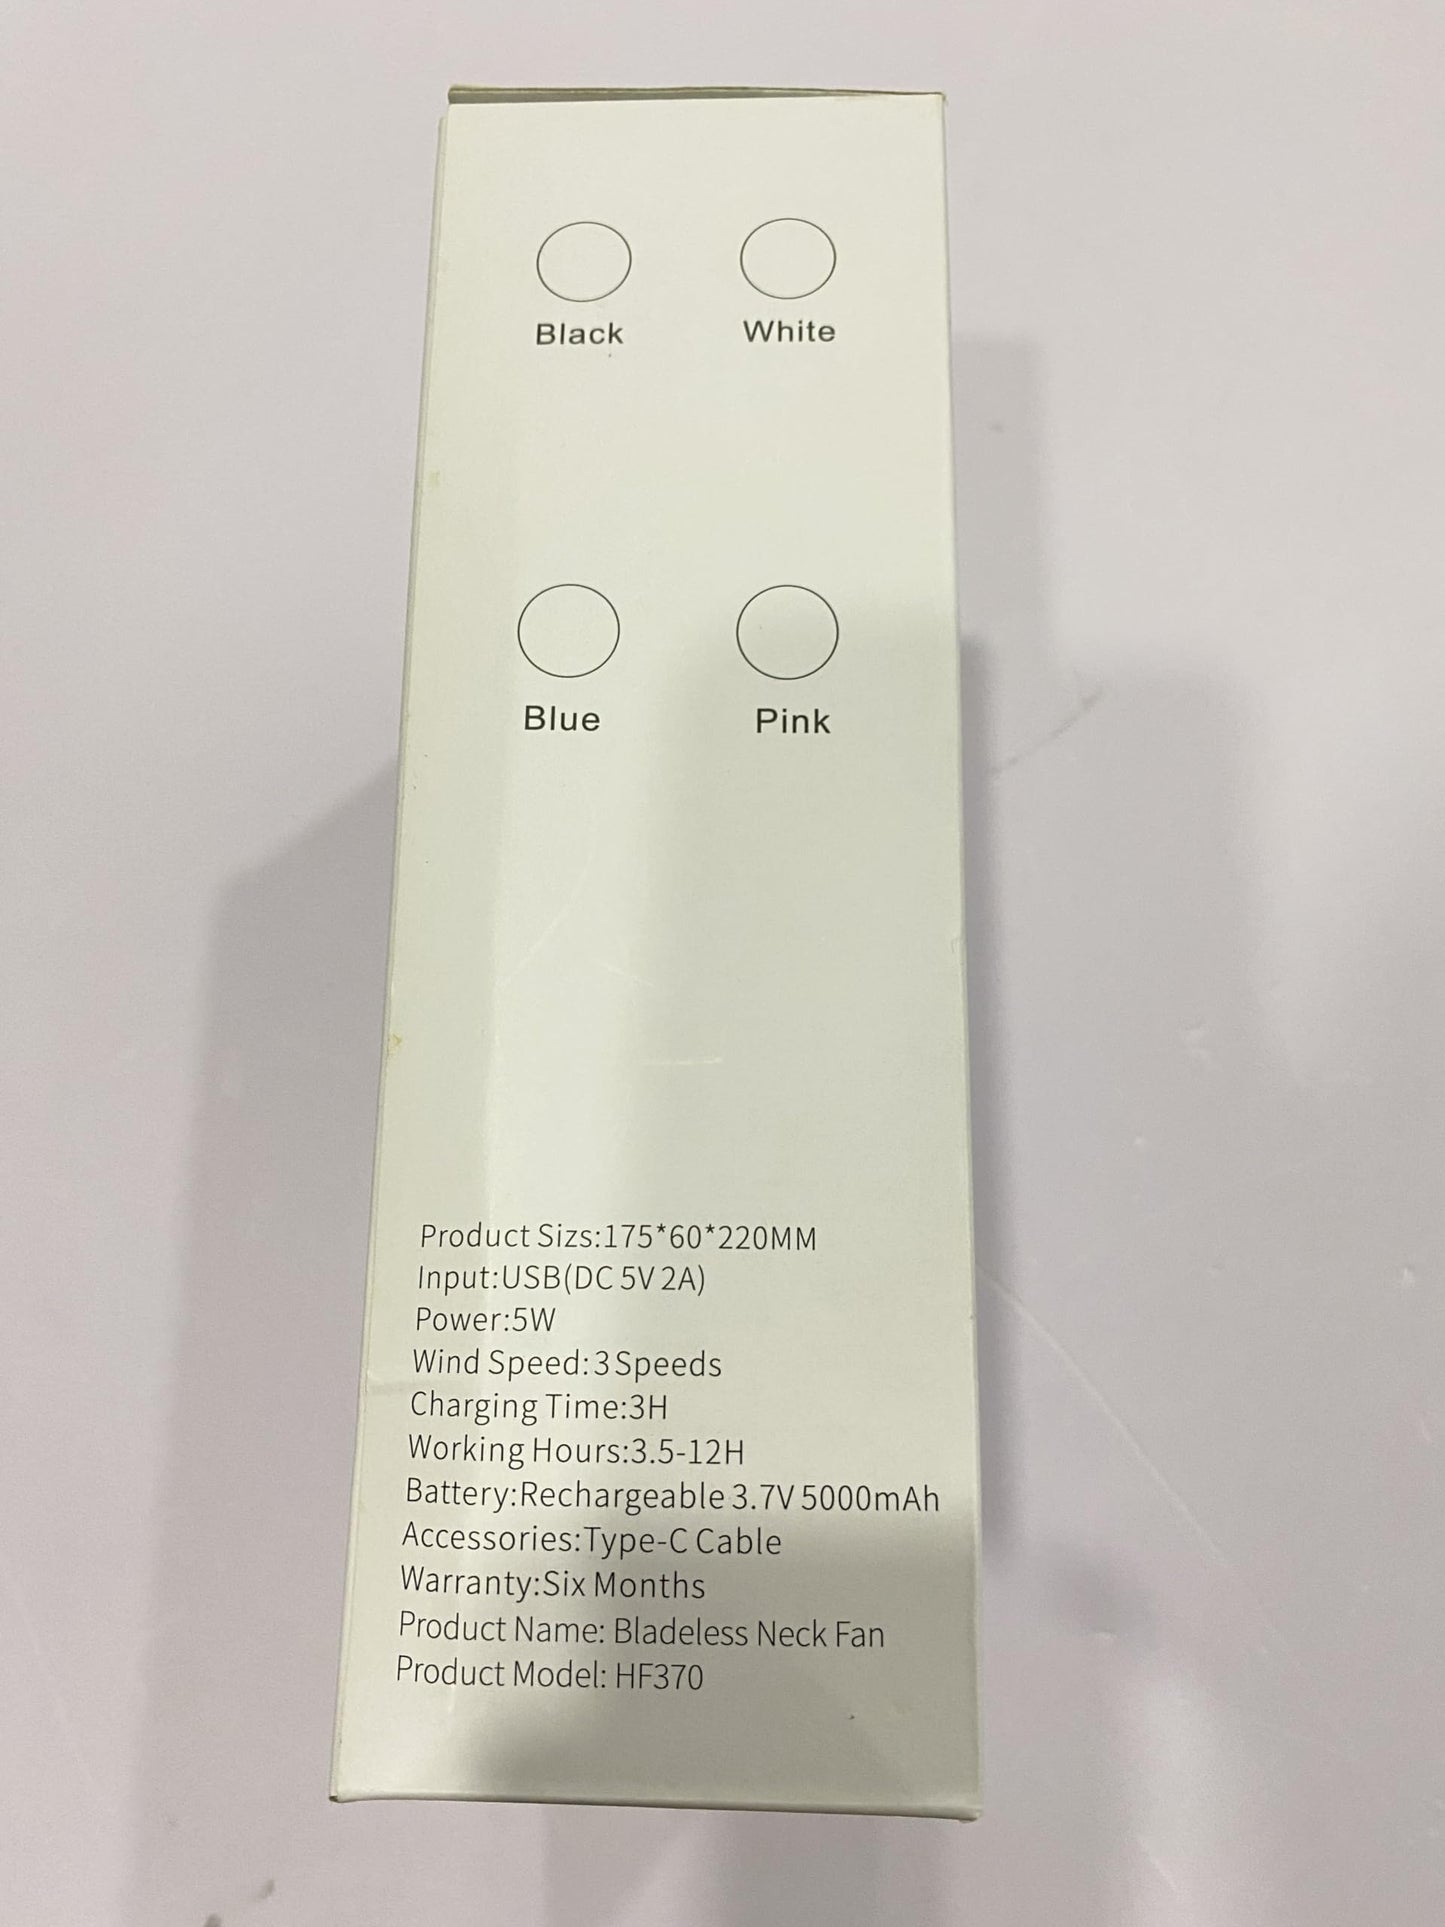 Black White
Blue Pink
Product Sizs:175*60*220MM
Input:USB(DC 5V 2A)
Power:5W
Wind Speed:3 Speeds
Charging Time:3H
Working Hours:3.5-12H
Battery:Rechargeable 3.7V 5000mAh
Accessories:Type-C Cable
Warranty:Six Months
Product Name: Bladeless Neck Fan
Product Model: HF370